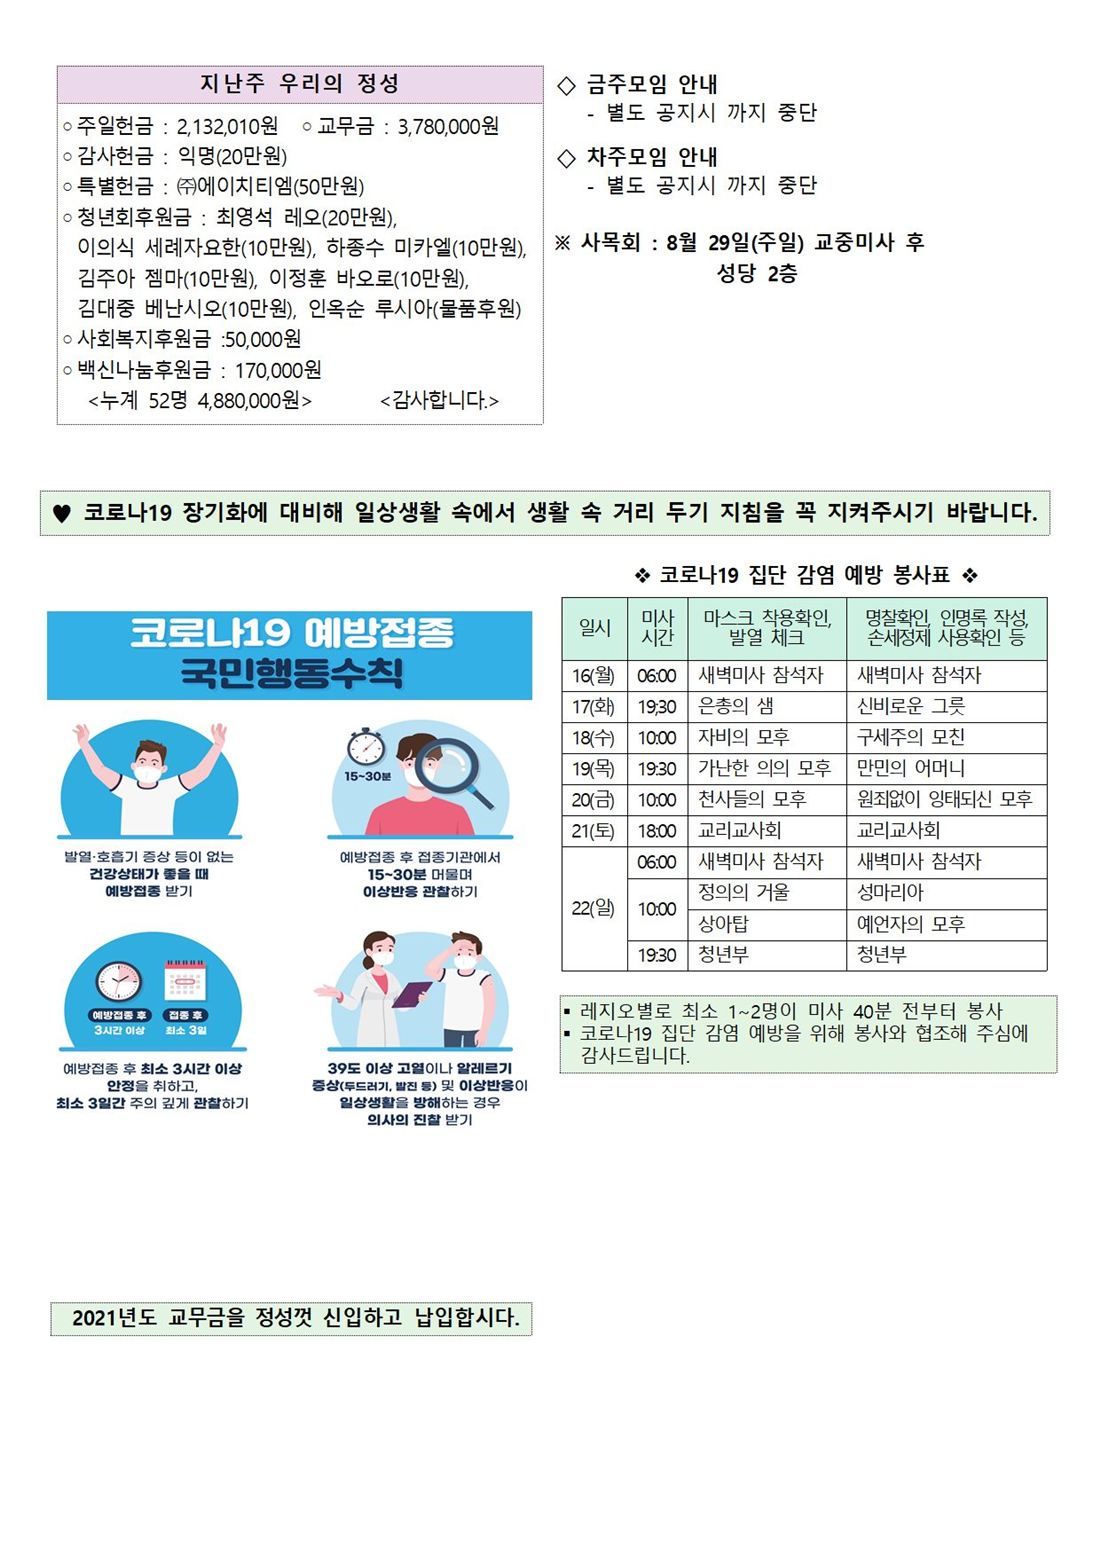 지난주 우리의 정성
○ 주일헌금 : 2,132,010원 ○ 교무금 : 3,780,000원
○ 감사헌금 : 익명(20만원)
○ 특별헌금 : ㈜에이치티엠(50만원)
○ 청년회후원금 : 최영석 레오(20만원),
이의식 세례자요한(10만원), 하종수 미카엘(10만원),
김주아 젬마(10만원), 이정훈 바오로(10만원),
김대중 베난시오(10만원), 인옥순 루시아(물품후원)
○ 사회복지후원금 :50,000원
○ 백신나눔후원금 : 170,000원
<누계 52명 4,880,000원> <감사합니다.>
◇ 금주모임 안내
- 별도 공지시 까지 중단
◇ 차주모임 안내
- 별도 공지시 까지 중단
※ 사목회 : 8월 29일(주일) 교중미사 후
성당 2층
♥ 코로나19 장기화에 대비해 일상생활 속에서 생활 속 거리 두기 지침을 꼭 지켜주시기 바랍니다.
코로나19 예방접종
국민행동수칙
발열·호흡기 증상 등이 없는
건강상태가 좋을 때
예방접종 받기
15~30분
예방접종 후 접종기관에서
15~30분 머물며
이상반응 관찰하기
예방접종 후
3시간 이상
접종 후
최소 3일
예방접종 후 최소 3시간 이상
안정을 취하고,
최소 3일간 주의 깊게 관찰하기
39도 이상 고열이나 알레르기
증상(두드러기, 발진 등) 및 이상반응이
일상생활을 방해하는 경우
의사의 진찰 받기
❖ 코로나19 집단 감염 예방 봉사표 ❖
일시 미사 시간 마스크 착용확인, 발열 체크 명찰확인, 인명록 작성, 손세정제 사용확인 등
16(월) 06:00 새벽미사 참석자 새벽미사 참석자
17(화) 19;30 은총의 샘 신비로운 그릇
18(수) 10:00 자비의 모후 구세주의 모친
19(목) 19:30 가난한 의의 모후 만민의 어머니
20(금) 10:00 천사들의 모후 원죄없이 잉태되신 모후
21(토) 18:00 교리교사회 교리교사회
22(일) 06:00 새벽미사 참석자 새벽미사 참석자
10:00 정의의 거울 성마리아
상아탑 예언자의 모후
19:30 청년부 청년부
▪ 레지오별로 최소 1~2명이 미사 40분 전부터 봉사
▪ 코로나19 집단 감염 예방을 위해 봉사와 협조해 주심에
감사드립니다.
2021년도 교무금을 정성껏 신입하고 납입합시다.